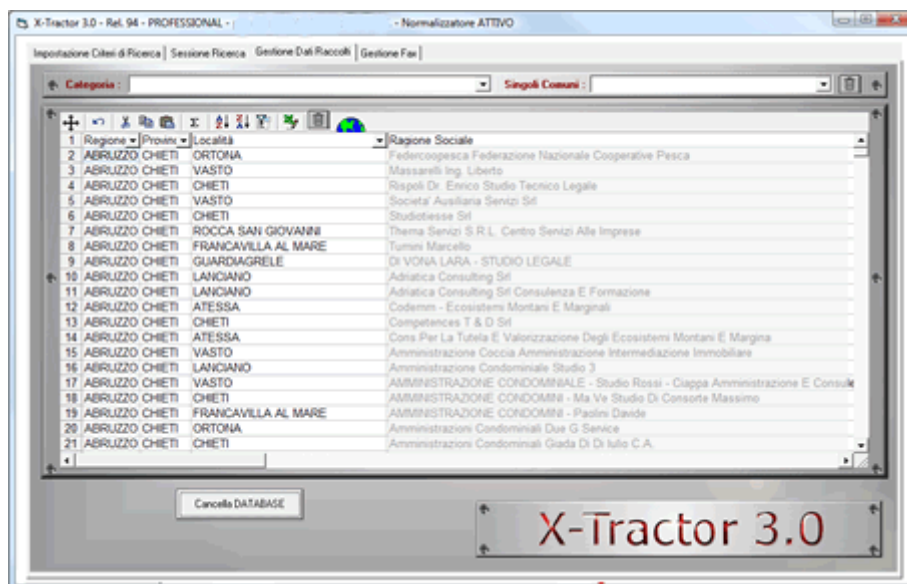 X-Tractor 3.0 - Rel. 94 - PROFESSIONAL - - Normalizzatore ATTIVO
Impostazione Criteri di Ricerca Sessione Ricerca Gestione Dati Raccolti Gestione Fax
Categoria : Singoli Comuni :
1 Regione Provinc Località Ragione Sociale
2 ABRUZZO CHIETI ORTONA Federcoopesca Federazione Nazionale Cooperative Pesca
3 ABRUZZO CHIETI VASTO Massarelli Ing. Liberto
4 ABRUZZO CHIETI CHIETI Rispoli Dr. Enrico Studio Tecnico Legale
5 ABRUZZO CHIETI VASTO Societa' Ausiliaria Servizi Srl
6 ABRUZZO CHIETI CHIETI Studiotiesse Srl
7 ABRUZZO CHIETI ROCCA SAN GIOVANNI Thema Servizi S.R.L. Centro Servizi Alle Imprese
8 ABRUZZO CHIETI FRANCAVILLA AL MARE Tumini Marcello
9 ABRUZZO CHIETI GUARDIAGRELE DI VONA LARA - STUDIO LEGALE
10 ABRUZZO CHIETI LANCIANO Adriatica Consulting Srl
11 ABRUZZO CHIETI LANCIANO Adriatica Consulting Srl Consulenza E Formazione
12 ABRUZZO CHIETI ATESSA Codemm - Ecosistemi Montani E Marginali
13 ABRUZZO CHIETI CHIETI Competences T & D Srl
14 ABRUZZO CHIETI ATESSA Cons Per La Tutela E Valorizzazione Degli Ecosistemi Montani E Margina
15 ABRUZZO CHIETI VASTO Amministrazione Coccia Amministrazione Intermediazione Immobiliare
16 ABRUZZO CHIETI LANCIANO Amministrazione Condominiale Studio 3
17 ABRUZZO CHIETI VASTO AMMINISTRAZIONE CONDOMINIALE - Studio Rossi - Ciappa Amministrazione E Consule
18 ABRUZZO CHIETI CHIETI AMMINISTRAZIONE CONDOMINI - Ma Ve Studio Di Consorte Massimo
19 ABRUZZO CHIETI FRANCAVILLA AL MARE AMMINISTRAZIONE CONDOMINI - Paolini Davide
20 ABRUZZO CHIETI ORTONA Amministrazioni Condominiali Due G Service
21 ABRUZZO CHIETI CHIETI Amministrazioni Condominiali Giada Di Di Iulio C.A.
Cancella DATABASE
X-Tractor 3.0